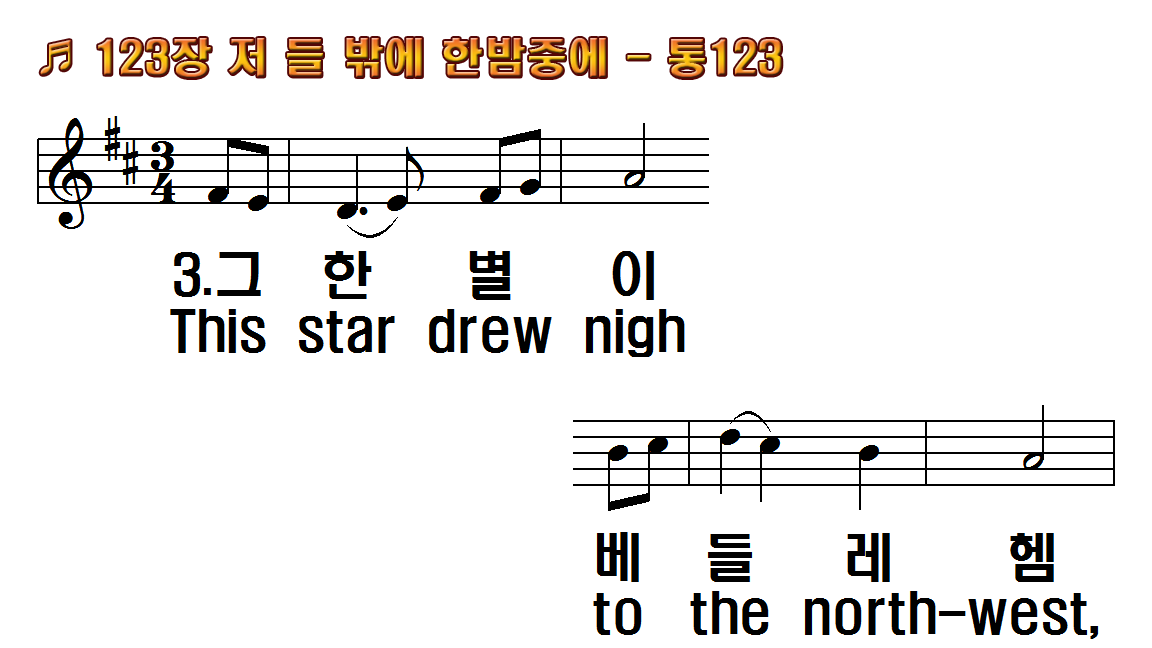 ♬ 123장 저 들 밖에 한밤중에 - 통123
3.그 한 별 이
This star drew nigh
베 들 레 헴
to the north-west,